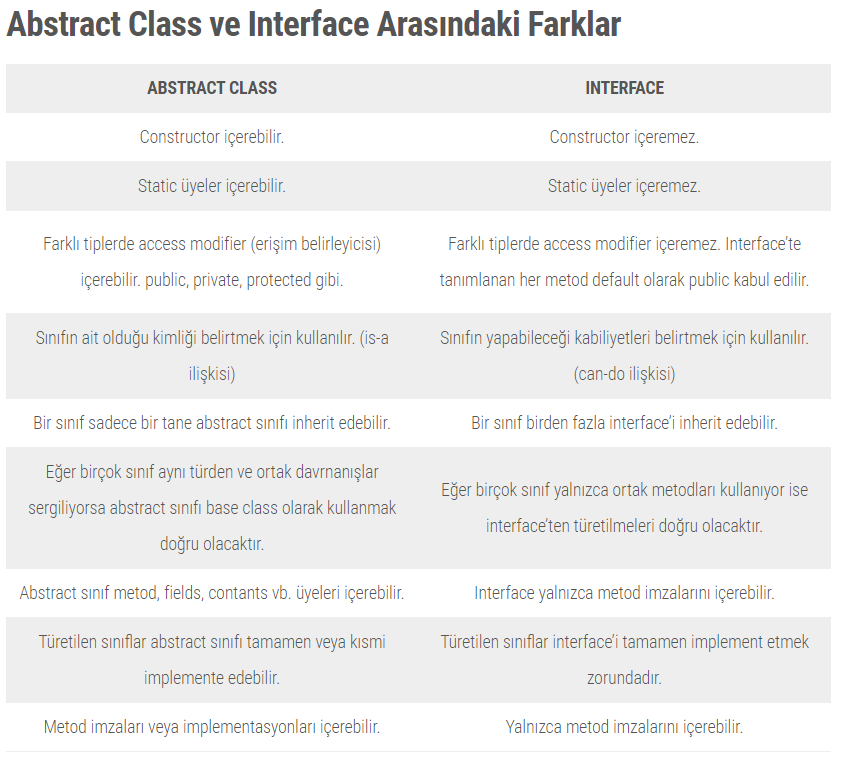 Abstract Class ve Interface Arasındaki Farklar
ABSTRACT CLASS
INTERFACE
Constructor içerebilir.
Constructor içeremez.
Static üyeler içerebilir.
Static üyeler içeremez.
Farklı tiplerde access modifier (erişim belirleyicisi)
içerebilir. public, private, protected gibi.
Farklı tiplerde access modifier içeremez. Interface’te
tanımlanan her metod default olarak public kabul edilir.
Sınıfın ait olduğu kimliği belirtmek için kullanılır. (is-a
ilişkisi)
Sınıfın yapabileceği kabiliyetleri belirtmek için kullanılır.
(can-do ilişkisi)
Bir sınıf sadece bir tane abstract sınıfı inherit edebilir.
Bir sınıf birden fazla interface’i inherit edebilir.
Eğer birçok sınıf aynı türden ve ortak davrnanışlar
sergiliyorsa abstract sınıfı base class olarak kullanmak
doğru olacaktır.
Eğer birçok sınıf yalnızca ortak metodları kullanıyor ise
interface’ten türetilmeleri doğru olacaktır.
Abstract sınıf metod, fields, contants vb. üyeleri içerebilir.
Interface yalnızca metod imzalarını içerebilir.
Türetilen sınıflar abstract sınıfı tamamen veya kısmi
implemente edebilir.
Türetilen sınıflar interface’i tamamen implement etmek
zorundadır.
Metod imzaları veya implementasyonları içerebilir.
Yalnızca metod imzalarını içerebilir.